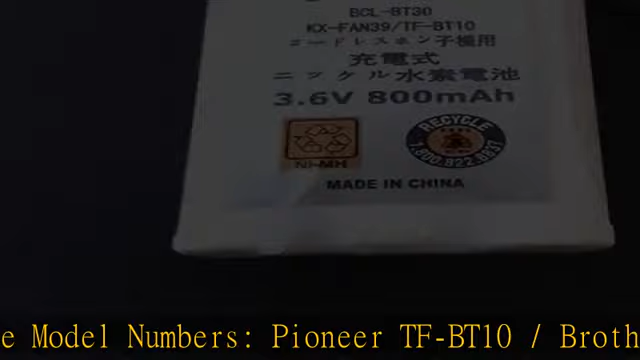 BCL-BT30
KX-FAN39/TF-BT10
コードレスホン子機用
充電式
ニッケル水素電池
3.6V 800mAh
NI-MH
RECYCLE
1.800.822.8837
MADE IN CHINA
e Model Numbers: Pioneer TF-BT10 / Broth